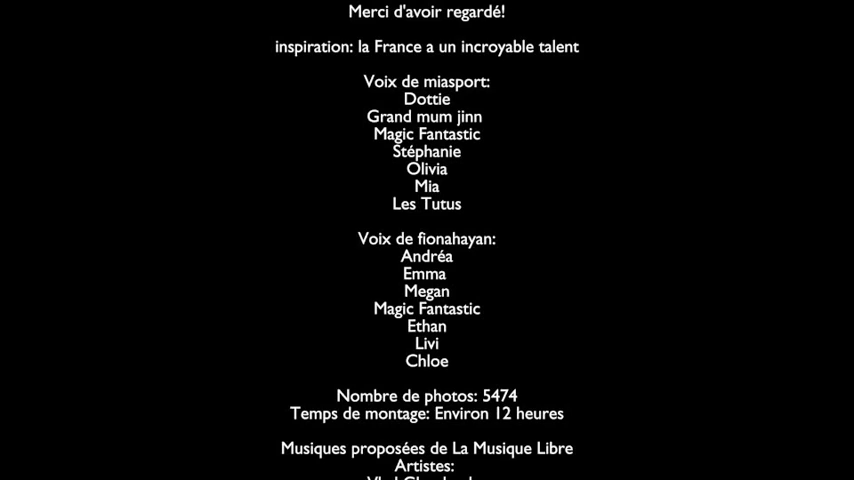 Merci d'avoir regardé!
inspiration: la France a un incroyable talent
Voix de miasport:
Dottie
Grand mum jinn
Magic Fantastic
Stéphanie
Olivia
Mia
Les Tutus
Voix de fionahayan:
Andréa
Emma
Megan
Magic Fantastic
Ethan
Livi
Chloe
Nombre de photos: 5474
Temps de montage: Environ 12 heures
Musiques proposées de La Musique Libre
Artistes: